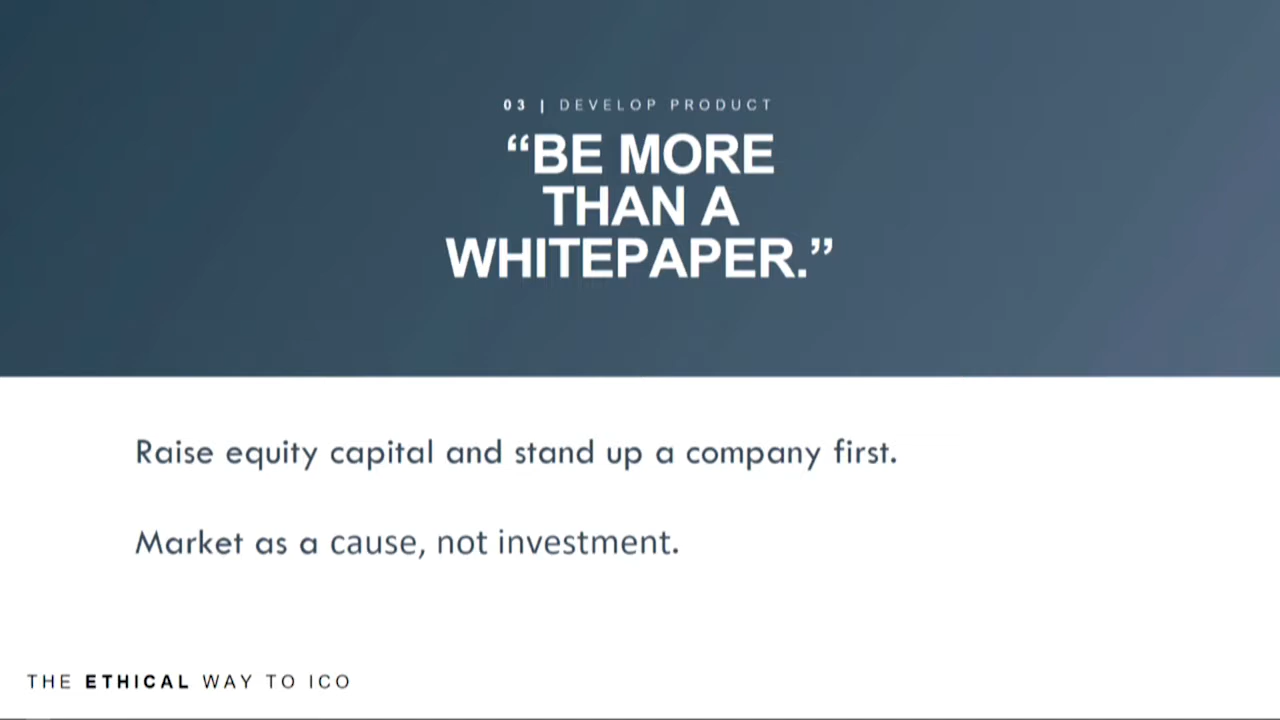 03 | DEVELOP PRODUCT
“BE MORE
THAN A
WHITEPAPER.”
Raise equity capital and stand up a company first.
Market as a cause, not investment.
THE ETHICAL WAY TO ICO